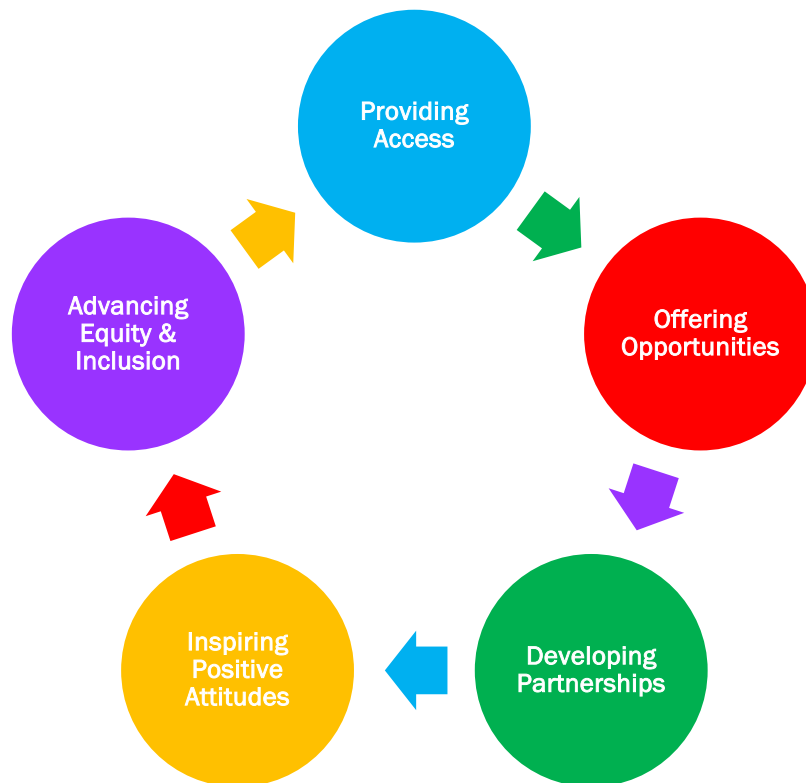 Providing
Access
Offering
Opportunities
Developing
Partnerships
Inspiring
Positive
Attitudes
Advancing
Equity &
Inclusion